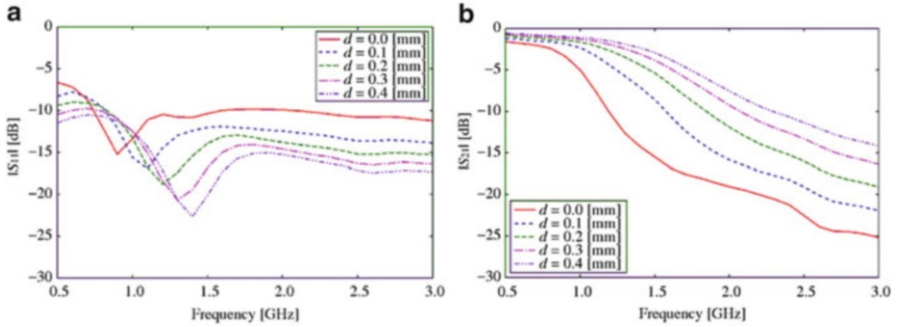 a
0
−5
−10
−15
−20
−25
−30
|S11| [dB]
d = 0.0 [mm]
d = 0.1 [mm]
d = 0.2 [mm]
d = 0.3 [mm]
d = 0.4 [mm]
0.5 1.0 1.5 2.0 2.5 3.0
Frequency [GHz]
b
0
−5
−10
−15
−20
−25
−30
|S21| [dB]
d = 0.0 [mm]
d = 0.1 [mm]
d = 0.2 [mm]
d = 0.3 [mm]
d = 0.4 [mm]
0.5 1.0 1.5 2.0 2.5 3.0
Frequency [GHz]